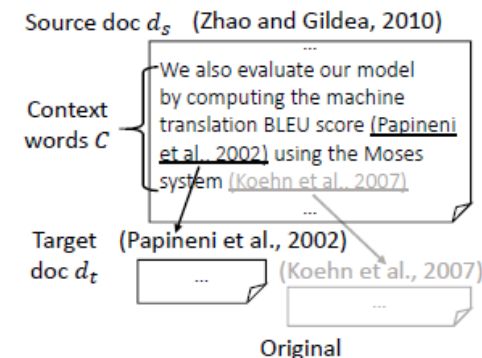 Source doc d_s (Zhao and Gildea, 2010)
...
We also evaluate our model
by computing the machine
translation BLEU score (Papineni
et al., 2002) using the Moses
system (Koehn et al., 2007)
...
Context
words C
Target
doc d_t
(Papineni et al., 2002)
...
(Koehn et al., 2007)
...
Original